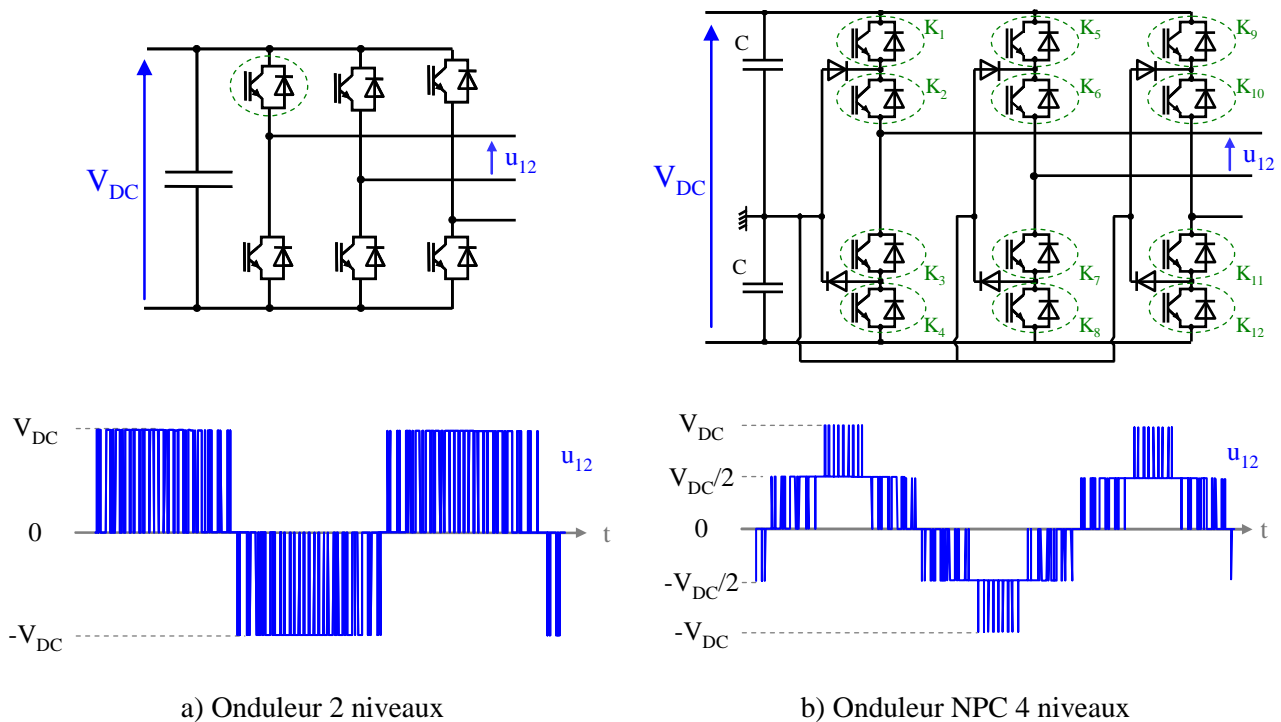 V_DC
u_12
V_DC
C
C
K_1
K_2
K_3
K_4
K_5
K_6
K_7
K_8
K_9
K_10
K_11
K_12
u_12
V_DC
0
-V_DC
u_12
t
V_DC
V_DC/2
0
-V_DC/2
-V_DC
u_12
t
a) Onduleur 2 niveaux
b) Onduleur NPC 4 niveaux